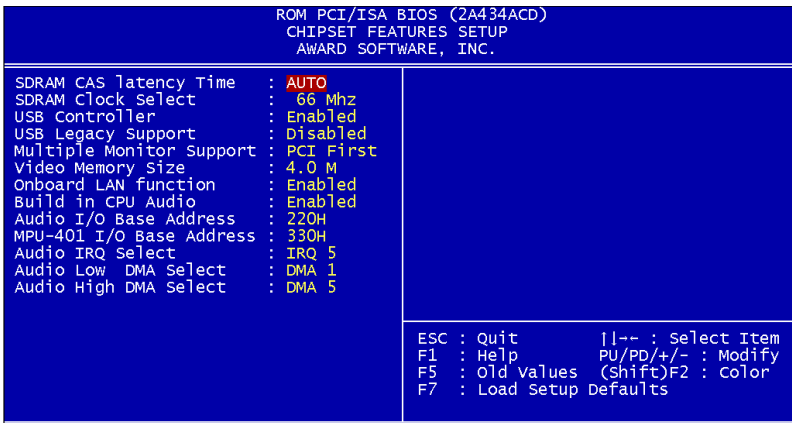 ROM PCI/ISA BIOS (2A434ACD)
CHIPSET FEATURES SETUP
AWARD SOFTWARE, INC.
SDRAM CAS latency Time : AUTO
SDRAM Clock Select : 66 Mhz
USB Controller : Enabled
USB Legacy Support : Disabled
Multiple Monitor Support : PCI First
Video Memory Size : 4.0 M
Onboard LAN function : Enabled
Build in CPU Audio : Enabled
Audio I/O Base Address : 220H
MPU-401 I/O Base Address : 330H
Audio IRQ Select : IRQ 5
Audio Low DMA Select : DMA 1
Audio High DMA Select : DMA 5
ESC : Quit ↑↓→← : Select Item
F1 : Help PU/PD/+/- : Modify
F5 : Old Values (Shift)F2 : Color
F7 : Load Setup Defaults